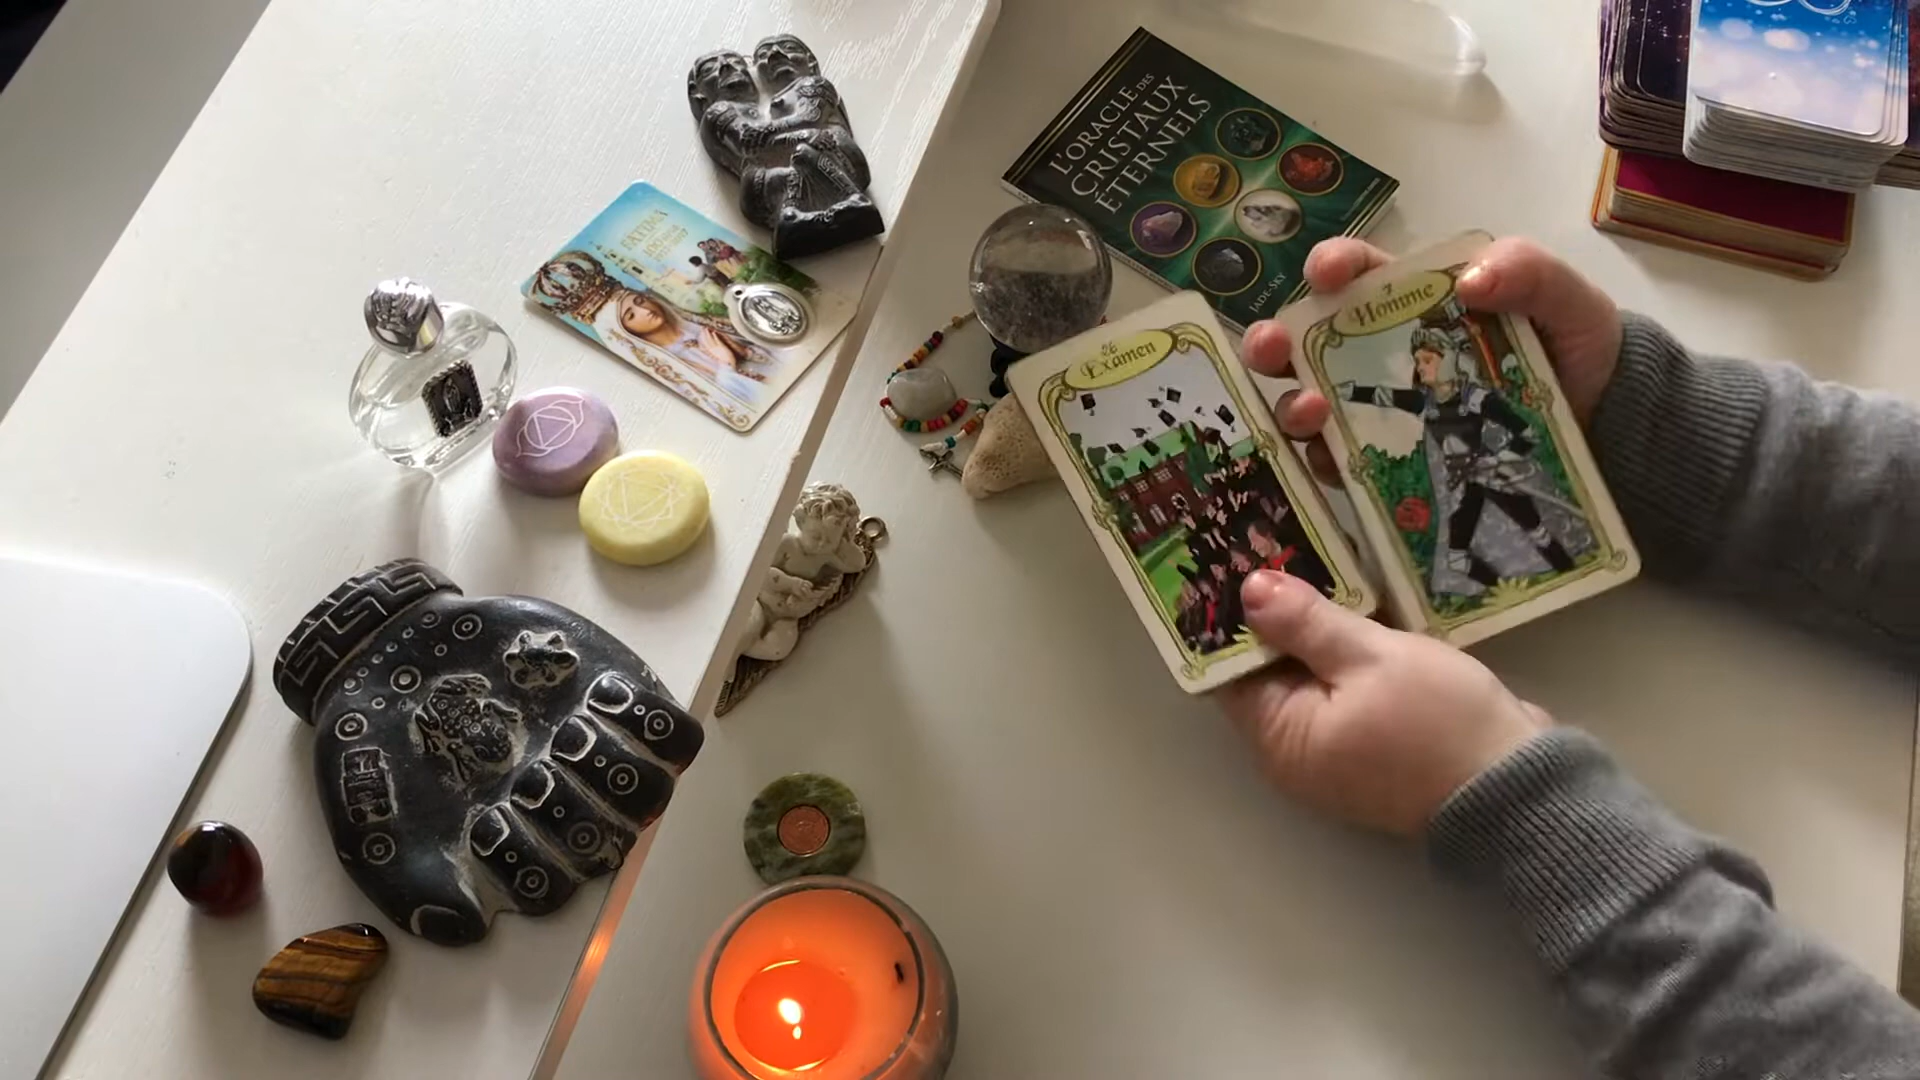 L'ORACLE DES
CRISTAUX
ÉTERNELS
JADE-SKY
FATIMA
26
Examen
7
Homme